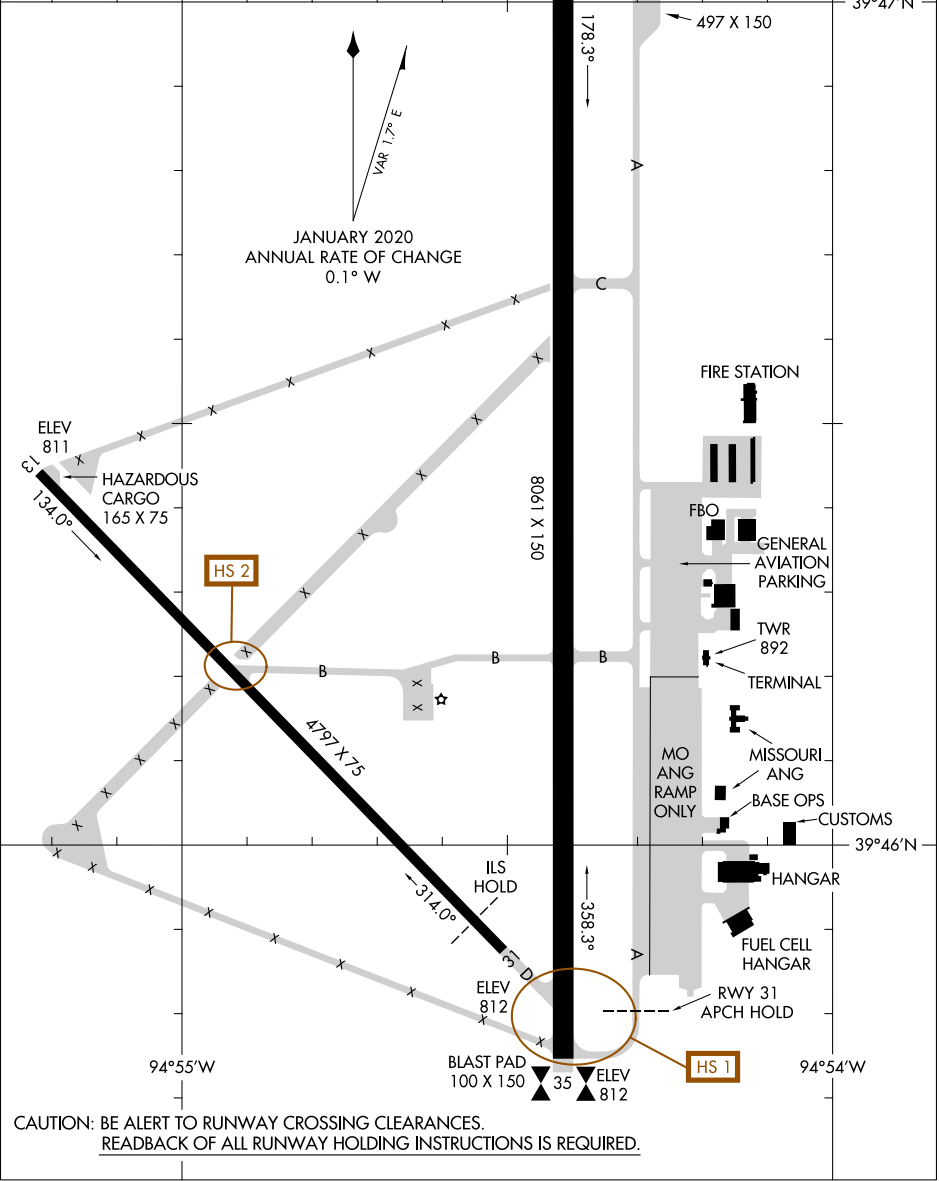 39°47'N
497 X 150
178.3°
VAR 1.7° E
A
JANUARY 2020
ANNUAL RATE OF CHANGE
0.1° W
C
X
X
X
X
X
X
X
X
X
X
X
X
X
X
FIRE STATION
ELEV
811
13
HAZARDOUS
CARGO
165 X 75
134.0°
8061 X 150
FBO
GENERAL
AVIATION
PARKING
HS 2
TWR
892
TERMINAL
B
B
B
X
X
X
X
X
X
X
4797 X 75
MO
ANG
RAMP
ONLY
MISSOURI
ANG
BASE OPS
CUSTOMS
39°46'N
HANGAR
FUEL CELL
HANGAR
ILS
HOLD
314.0°
358.3°
31
D
A
X
X
X
X
X
X
X
X
X
ELEV
812
RWY 31
APCH HOLD
HS 1
BLAST PAD
100 X 150
35
ELEV
812
94°55'W
94°54'W
CAUTION: BE ALERT TO RUNWAY CROSSING CLEARANCES.
READBACK OF ALL RUNWAY HOLDING INSTRUCTIONS IS REQUIRED.